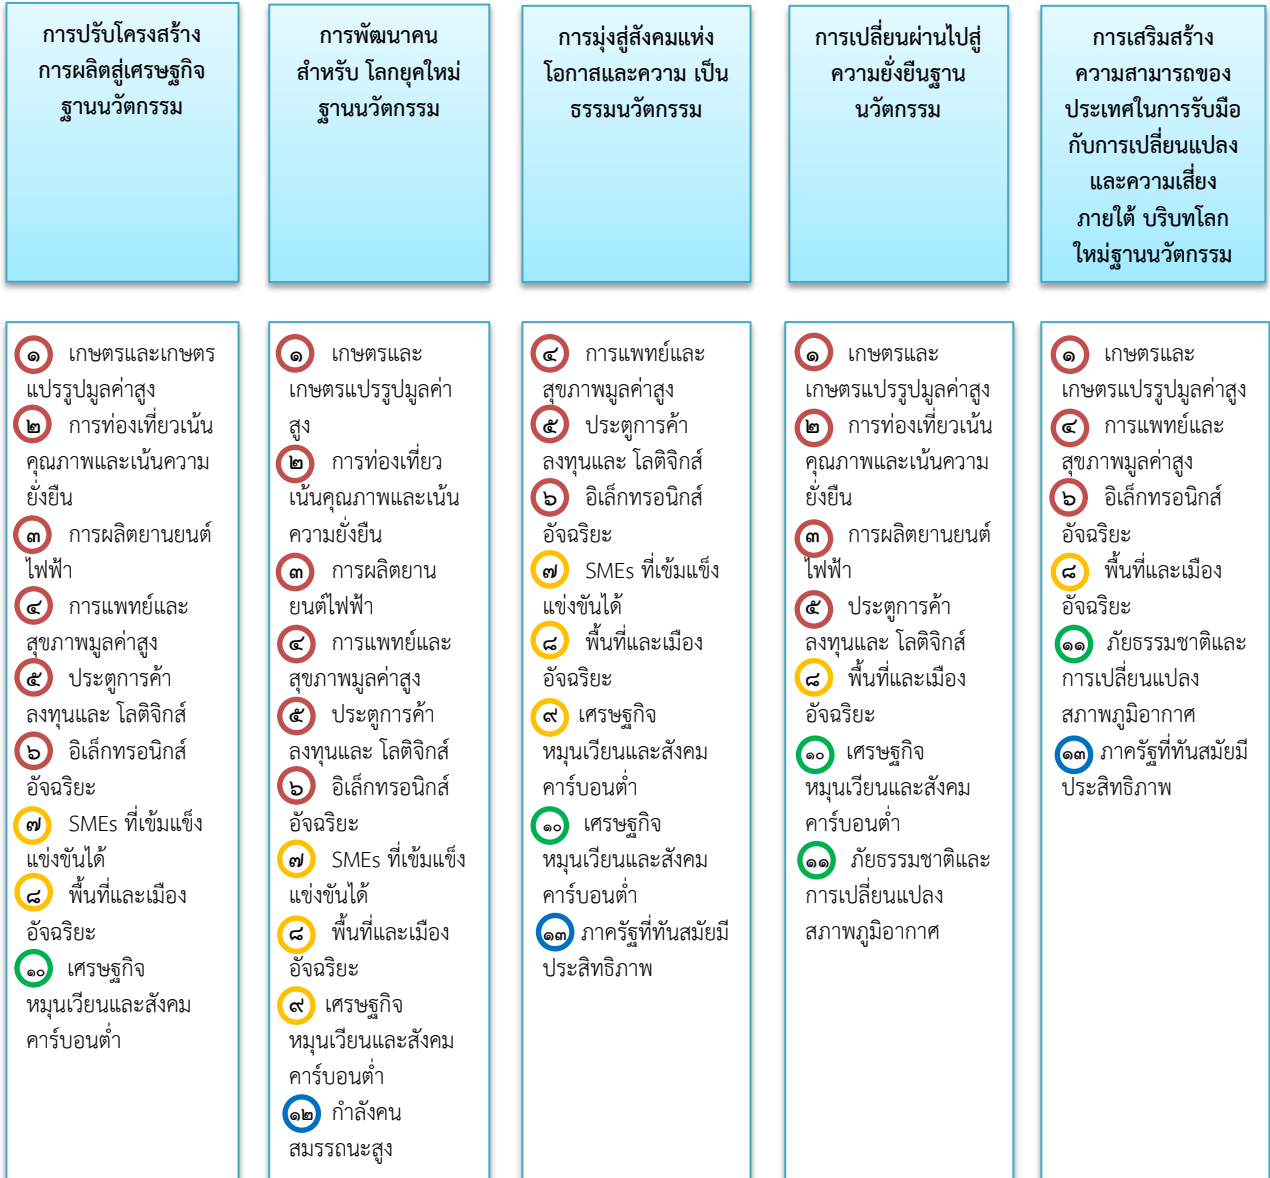 การปรับโครงสร้าง
การผลิตสู่เศรษฐกิจ
ฐานนวัตกรรม
การพัฒนาคน
สำหรับ โลกยุคใหม่
ฐานนวัตกรรม
การมุ่งสู่สังคมแห่ง
โอกาสและความ เป็น
ธรรมนวัตกรรม
การเปลี่ยนผ่านไปสู่
ความยั่งยืนฐาน
นวัตกรรม
การเสริมสร้าง
ความสามารถของ
ประเทศในการรับมือ
กับการเปลี่ยนแปลง
และความเสี่ยง
ภายใต้ บริบทโลก
ใหม่ฐานนวัตกรรม
๑ เกษตรและเกษตร
แปรรูปมูลค่าสูง
๒ การท่องเที่ยวเน้น
คุณภาพและเน้นความ
ยั่งยืน
๓ การผลิตยานยนต์
ไฟฟ้า
๔ การแพทย์และ
สุขภาพมูลค่าสูง
๕ ประตูการค้า
ลงทุนและ โลติจิกส์
๖ อิเล็กทรอนิกส์
อัจฉริยะ
๗ SMEs ที่เข้มแข็ง
แข่งขันได้
๘ พื้นที่และเมือง
อัจฉริยะ
๑๐ เศรษฐกิจ
หมุนเวียนและสังคม
คาร์บอนต่ำ
๑ เกษตรและ
เกษตรแปรรูปมูลค่า
สูง
๒ การท่องเที่ยว
เน้นคุณภาพและเน้น
ความยั่งยืน
๓ การผลิตยาน
ยนต์ไฟฟ้า
๔ การแพทย์และ
สุขภาพมูลค่าสูง
๕ ประตูการค้า
ลงทุนและ โลติจิกส์
๖ อิเล็กทรอนิกส์
อัจฉริยะ
๗ SMEs ที่เข้มแข็ง
แข่งขันได้
๘ พื้นที่และเมือง
อัจฉริยะ
๙ เศรษฐกิจ
หมุนเวียนและสังคม
คาร์บอนต่ำ
๑๒ กำลังคน
สมรรถนะสูง
๔ การแพทย์และ
สุขภาพมูลค่าสูง
๕ ประตูการค้า
ลงทุนและ โลติจิกส์
๖ อิเล็กทรอนิกส์
อัจฉริยะ
๗ SMEs ที่เข้มแข็ง
แข่งขันได้
๘ พื้นที่และเมือง
อัจฉริยะ
๙ เศรษฐกิจ
หมุนเวียนและสังคม
คาร์บอนต่ำ
๑๐ เศรษฐกิจ
หมุนเวียนและสังคม
คาร์บอนต่ำ
๑๓ ภาครัฐที่ทันสมัยมี
ประสิทธิภาพ
๑ เกษตรและ
เกษตรแปรรูปมูลค่าสูง
๒ การท่องเที่ยวเน้น
คุณภาพและเน้นความ
ยั่งยืน
๓ การผลิตยานยนต์
ไฟฟ้า
๕ ประตูการค้า
ลงทุนและ โลติจิกส์
๘ พื้นที่และเมือง
อัจฉริยะ
๑๐ เศรษฐกิจ
หมุนเวียนและสังคม
คาร์บอนต่ำ
๑๑ ภัยธรรมชาติและ
การเปลี่ยนแปลง
สภาพภูมิอากาศ
๑ เกษตรและ
เกษตรแปรรูปมูลค่าสูง
๔ การแพทย์และ
สุขภาพมูลค่าสูง
๖ อิเล็กทรอนิกส์
อัจฉริยะ
๘ พื้นที่และเมือง
อัจฉริยะ
๑๑ ภัยธรรมชาติและ
การเปลี่ยนแปลง
สภาพภูมิอากาศ
๑๓ ภาครัฐที่ทันสมัยมี
ประสิทธิภาพ